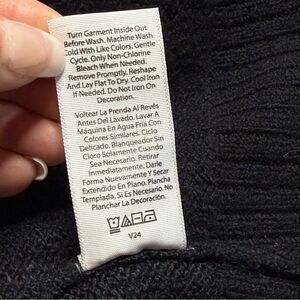 Turn Garment Inside Out
Before Wash. Machine Wash
Cold With Like Colors, Gentle
Cycle. Only Non-Chlorine
Bleach When Needed.
Remove Promptly, Reshape
And Lay Flat To Dry. Cool Iron
If Needed. Do Not Iron On
Decoration.
Voltear La Prenda Al Revés
Antes Del Lavado. Lavar A
Máquina En Agua Fría Con
Colores Similares. Ciclo
Delicado. Blanqueador Sin
Cloro Solo Cuando
Sea Necesario. Retirar
Inmediatamente, Darle
Forma Nuevamente Y Secar
Extendido En Plano. Plancha
Templada, Si Es Necesario. No
Planchar La Decoración.
V24